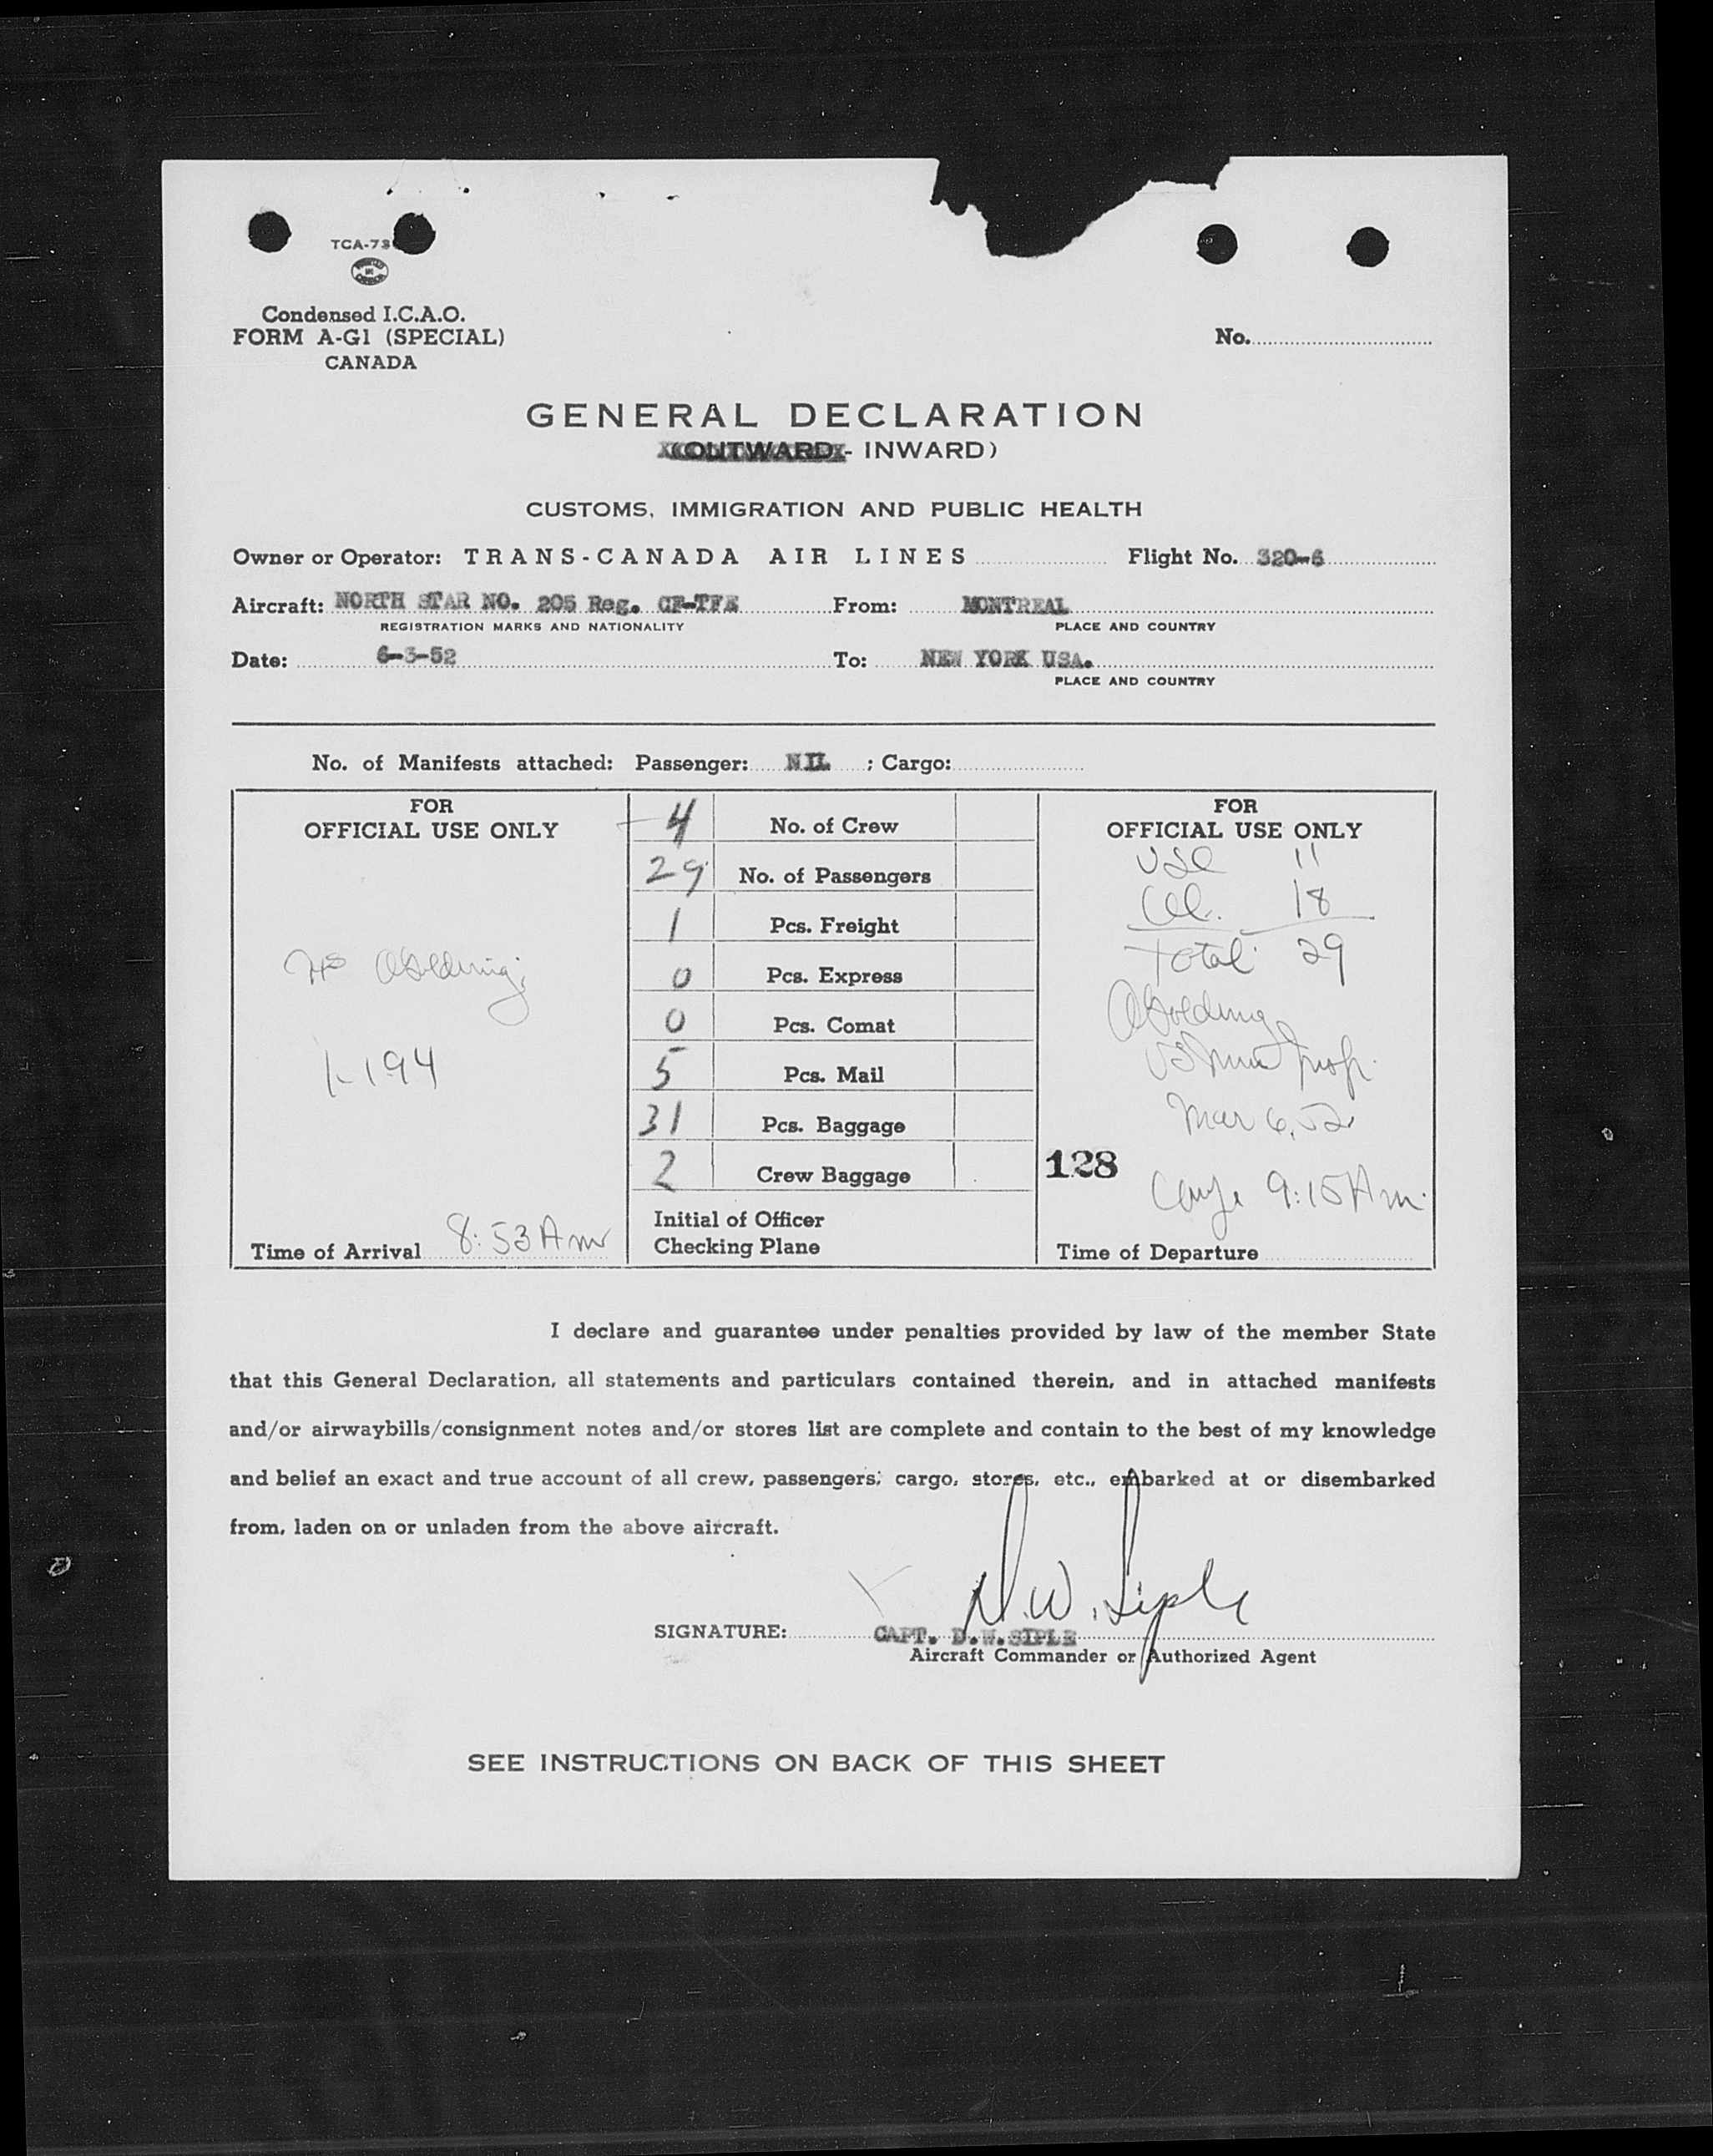 TCA-73
Condensed I.C.A.O.
FORM A-G1 (SPECIAL)
CANADA
No.
GENERAL DECLARATION
(OUTWARD - INWARD)
CUSTOMS, IMMIGRATION AND PUBLIC HEALTH
Owner or Operator: TRANS-CANADA AIR LINES Flight No. 320-6
Aircraft: NORTH STAR NO. 205 Reg. CF-TFE From: MONTREAL
REGISTRATION MARKS AND NATIONALITY PLACE AND COUNTRY
Date: 6-3-52 To: NEW YORK USA.
PLACE AND COUNTRY
No. of Manifests attached: Passenger: NIL ; Cargo:
FOR
OFFICIAL USE ONLY
AGolding
1-194
Time of Arrival 8:53 Am
4 No. of Crew
29 No. of Passengers
1 Pcs. Freight
0 Pcs. Express
0 Pcs. Comat
5 Pcs. Mail
31 Pcs. Baggage
2 Crew Baggage
Initial of Officer
Checking Plane
FOR
OFFICIAL USE ONLY
USC 11
18
Total 29
AGolding
US Imm Insp.
Mar 6, 52
128
9:15 Am.
Time of Departure
I declare and guarantee under penalties provided by law of the member State
that this General Declaration, all statements and particulars contained therein, and in attached manifests
and/or airwaybills/consignment notes and/or stores list are complete and contain to the best of my knowledge
and belief an exact and true account of all crew, passengers, cargo, stores, etc., embarked at or disembarked
from, laden on or unladen from the above aircraft.
D.W. Siple
SIGNATURE: CAPT. D.W. SIPLE
Aircraft Commander or Authorized Agent
SEE INSTRUCTIONS ON BACK OF THIS SHEET